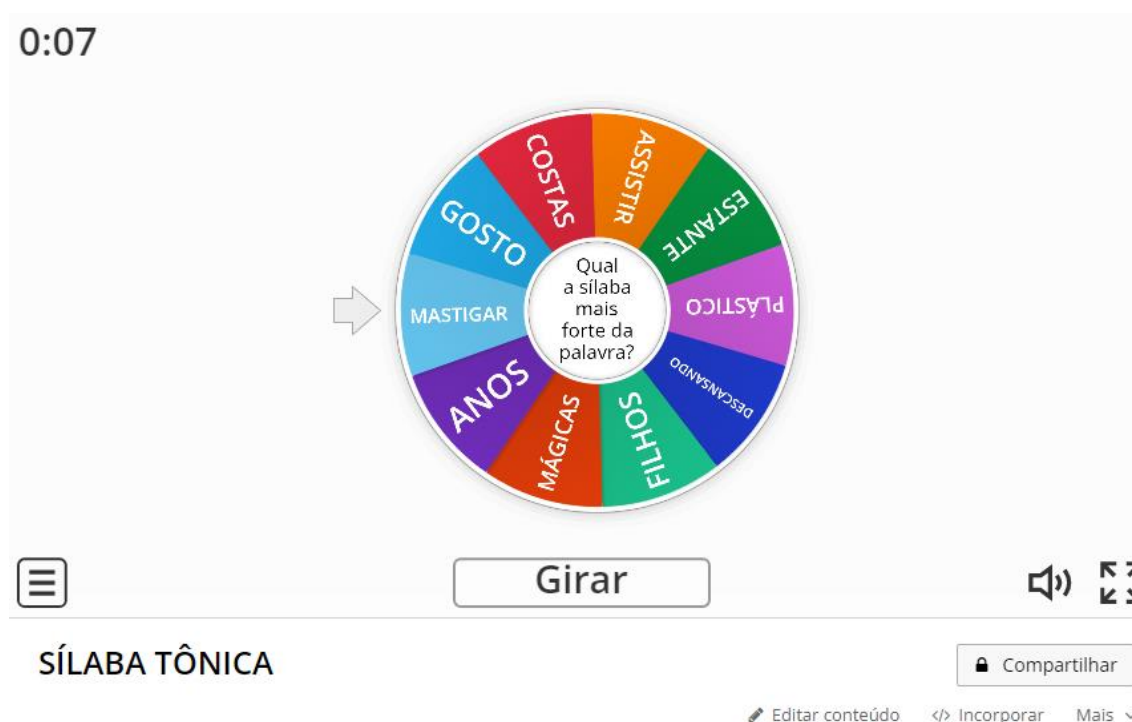 0:07
COSTAS
ASSISTIR
GOSTO
ESTANTE
MASTIGAR
PLÁSTICO
ANOS
DESCANSANDO
MÁGICAS
FILHOS
Qual
a sílaba
mais
forte da
palavra?
Girar
SÍLABA TÔNICA
Compartilhar
Editar conteúdo
Incorporar
Mais